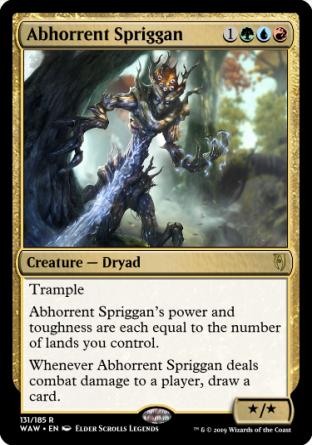 Abhorrent Spriggan 1
Creature — Dryad
Trample
Abhorrent Spriggan's power and
toughness are each equal to the number
of lands you control.
Whenever Abhorrent Spriggan deals
combat damage to a player, draw a
card.
★/★
131/185 R
WAW • EN ELDER SCROLLS LEGENDS
™ & © 2019 Wizards of the Coast